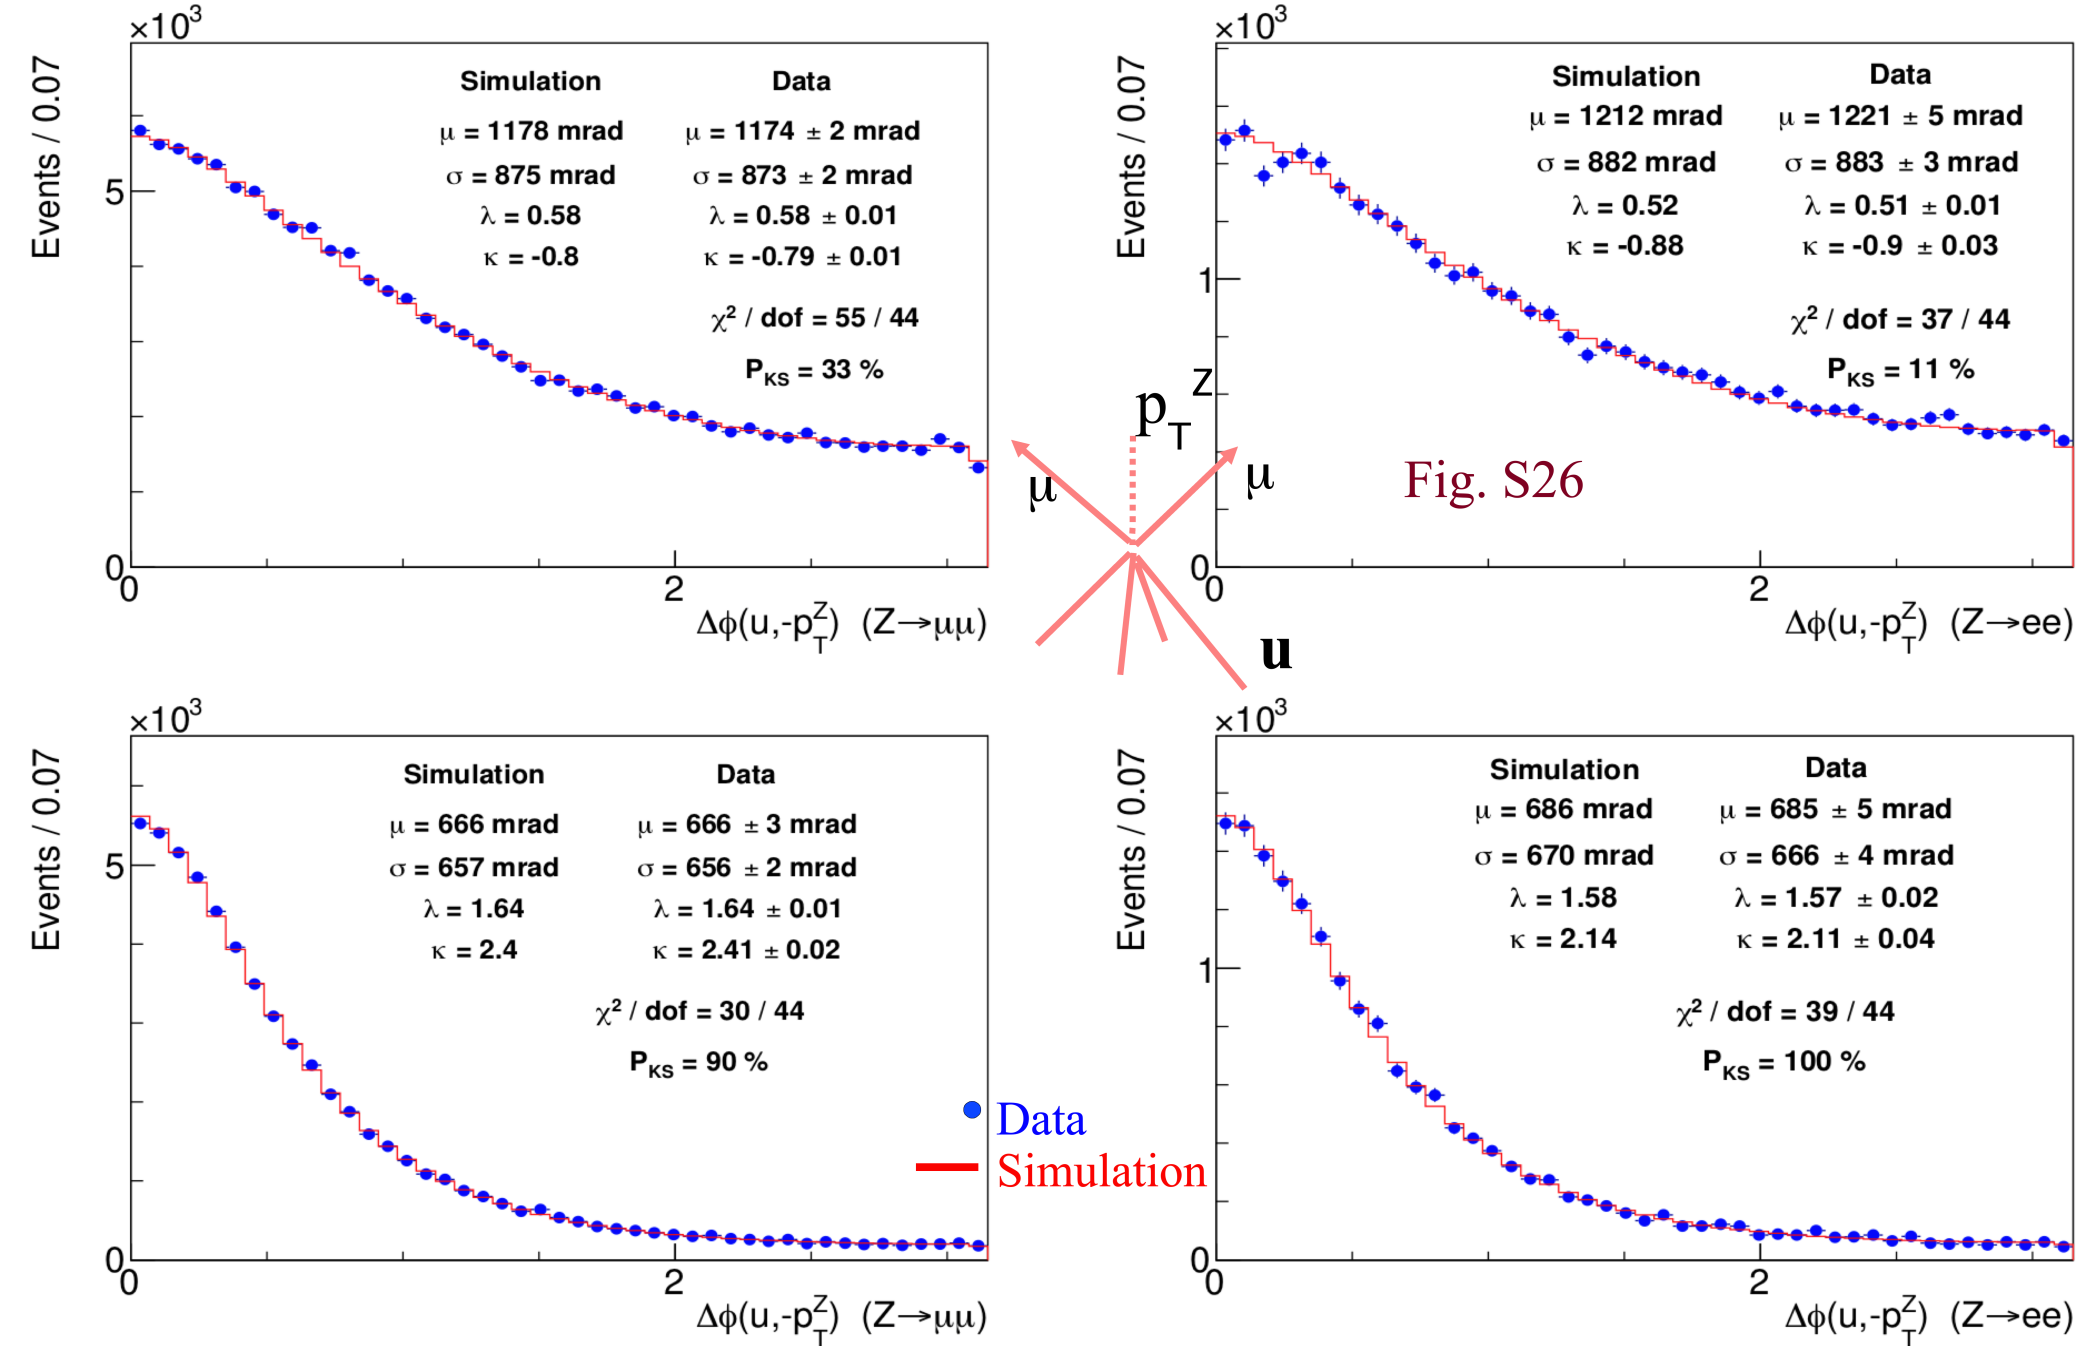 ×10³
Events / 0.07
Simulation Data
μ = 1178 mrad μ = 1174 ± 2 mrad
σ = 875 mrad σ = 873 ± 2 mrad
λ = 0.58 λ = 0.58 ± 0.01
κ = -0.8 κ = -0.79 ± 0.01
χ² / dof = 55 / 44
P_KS = 33 %
5
0
0 2
Δϕ(u,-p_T^Z) (Z→μμ)
×10³
Events / 0.07
Simulation Data
μ = 1212 mrad μ = 1221 ± 5 mrad
σ = 882 mrad σ = 883 ± 3 mrad
λ = 0.52 λ = 0.51 ± 0.01
κ = -0.88 κ = -0.9 ± 0.03
χ² / dof = 37 / 44
P_KS = 11 %
1
0
0 2
Δϕ(u,-p_T^Z) (Z→ee)
p_T^Z
μ μ
Fig. S26
u
×10³
Events / 0.07
Simulation Data
μ = 666 mrad μ = 666 ± 3 mrad
σ = 657 mrad σ = 656 ± 2 mrad
λ = 1.64 λ = 1.64 ± 0.01
κ = 2.4 κ = 2.41 ± 0.02
χ² / dof = 30 / 44
P_KS = 90 %
5
0
0 2
Δϕ(u,-p_T^Z) (Z→μμ)
Data
Simulation
×10³
Events / 0.07
Simulation Data
μ = 686 mrad μ = 685 ± 5 mrad
σ = 670 mrad σ = 666 ± 4 mrad
λ = 1.58 λ = 1.57 ± 0.02
κ = 2.14 κ = 2.11 ± 0.04
χ² / dof = 39 / 44
P_KS = 100 %
1
0
0 2
Δϕ(u,-p_T^Z) (Z→ee)